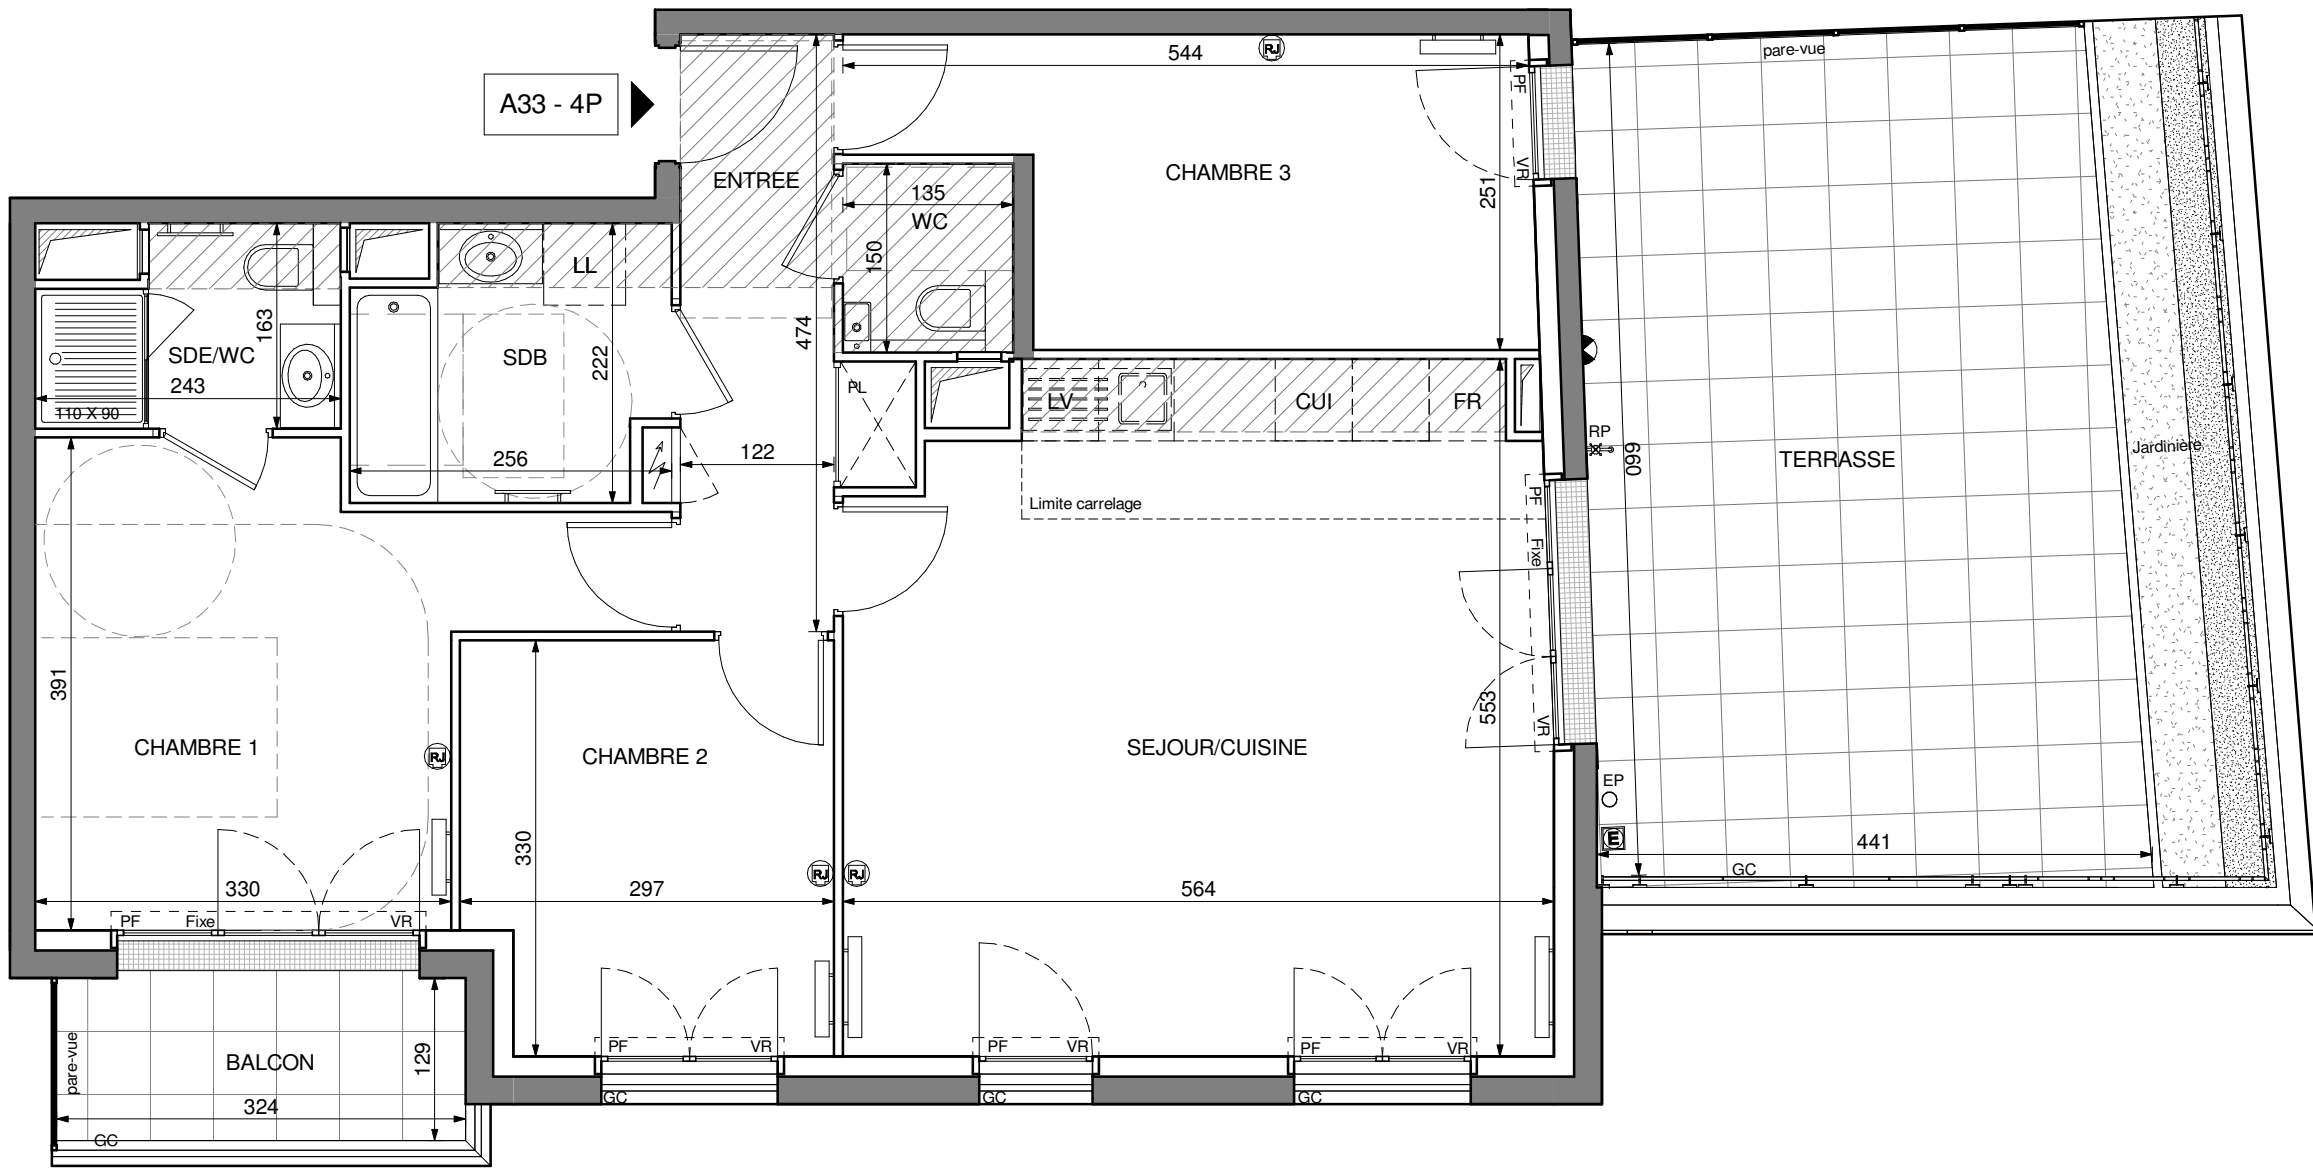 pare-vue
544
RJ
A33 - 4P
PF
CHAMBRE 3
ENTREE
VR
251
135
WC
150
LL
163
474
SDE/WC
SDB
222
243
110 X 90
PL
LV
CUI
FR
RP
660
TERRASSE
Jardinière
256
122
Limite carrelage
PF
Fixe
391
553
VR
CHAMBRE 1
RJ
CHAMBRE 2
SEJOUR/CUISINE
EP
E
441
GC
330
RJ
RJ
330
297
564
PF
Fixe
VR
PF
VR
PF
VR
PF
VR
pare-vue
BALCON
129
324
GC
GC
GC
GC